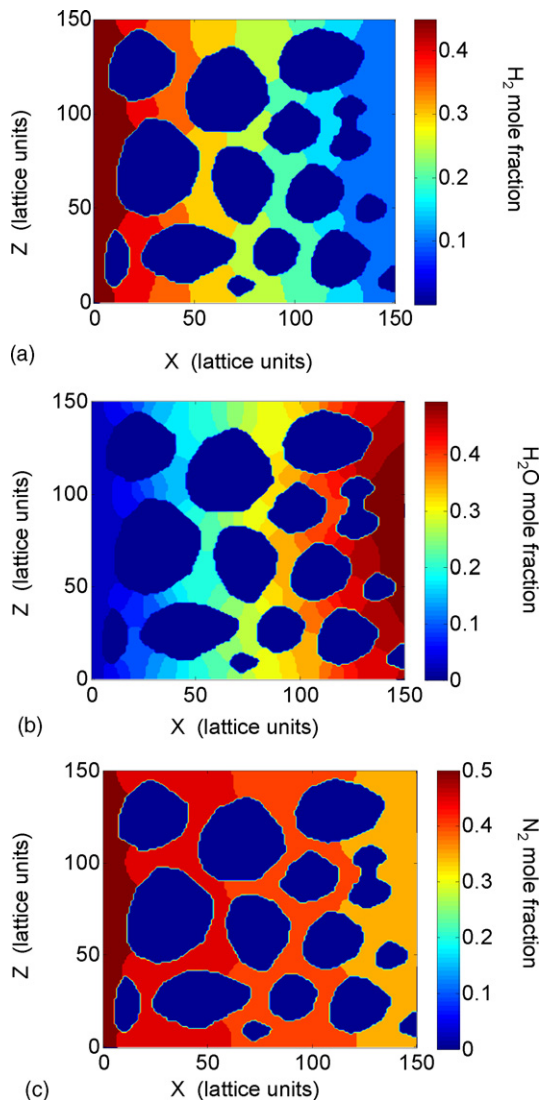 150
100
50
0
Z (lattice units)
0 50 100 150
X (lattice units)
0.4
0.3
0.2
0.1
H2 mole fraction
(a)
150
100
50
0
Z (lattice units)
0 50 100 150
X (lattice units)
0.4
0.3
0.2
0.1
0
H2O mole fraction
(b)
150
100
50
0
Z (lattice units)
0 50 100 150
X (lattice units)
0.5
0.4
0.3
0.2
0.1
0
N2 mole fraction
(c)